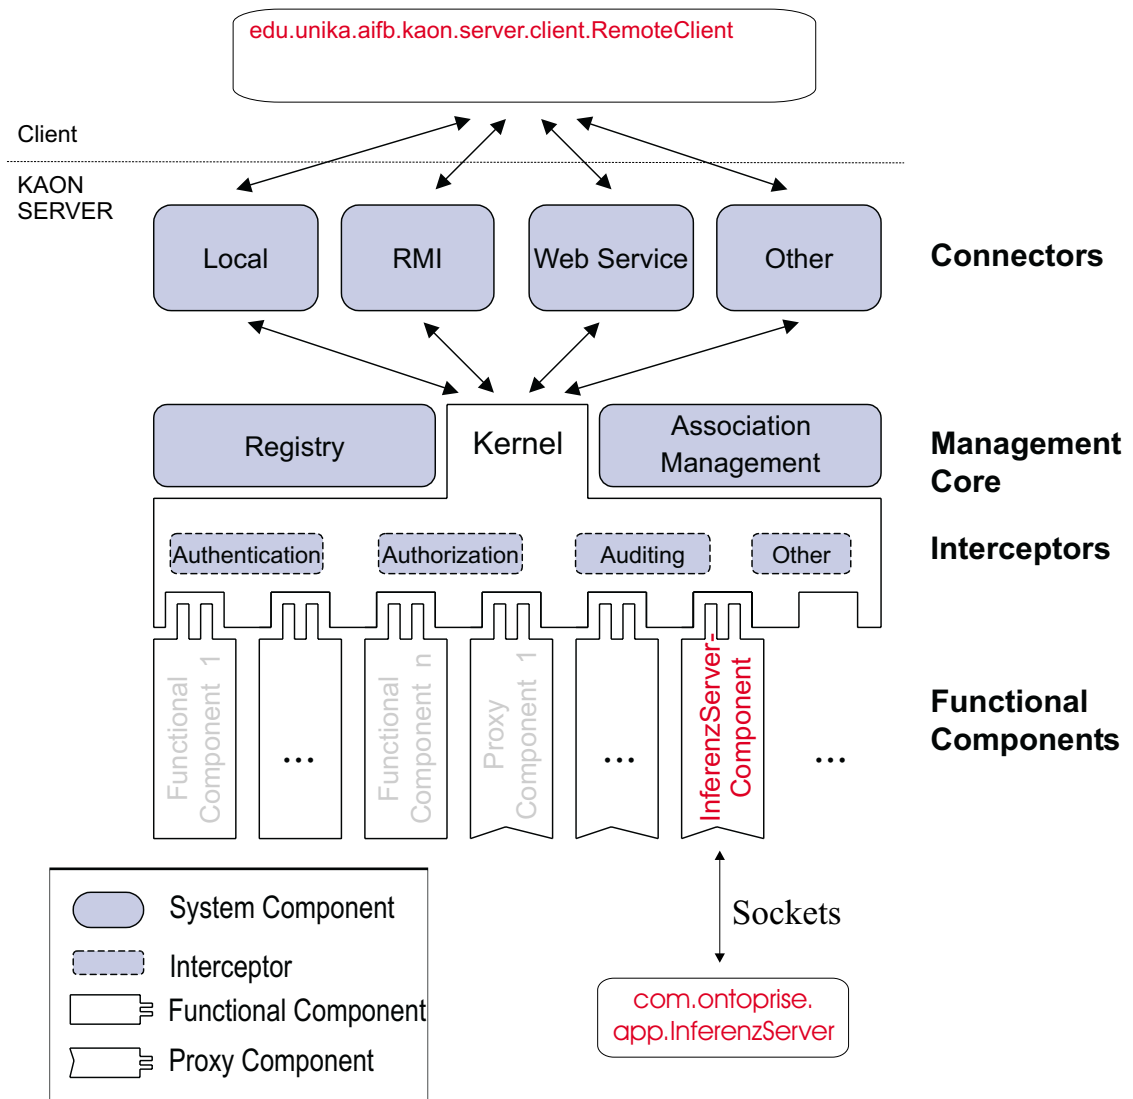 edu.unika.aifb.kaon.server.client.RemoteClient
Client
KAON
SERVER
Local
RMI
Web Service
Other
Connectors
Registry
Kernel
Association
Management
Management
Core
Authentication
Authorization
Auditing
Other
Interceptors
Functional
Component 1
...
Functional
Component n
Proxy
Component 1
...
InferenzServer-
Component
...
Functional
Components
Sockets
com.ontoprise.
app.InferenzServer
System Component
Interceptor
Functional Component
Proxy Component